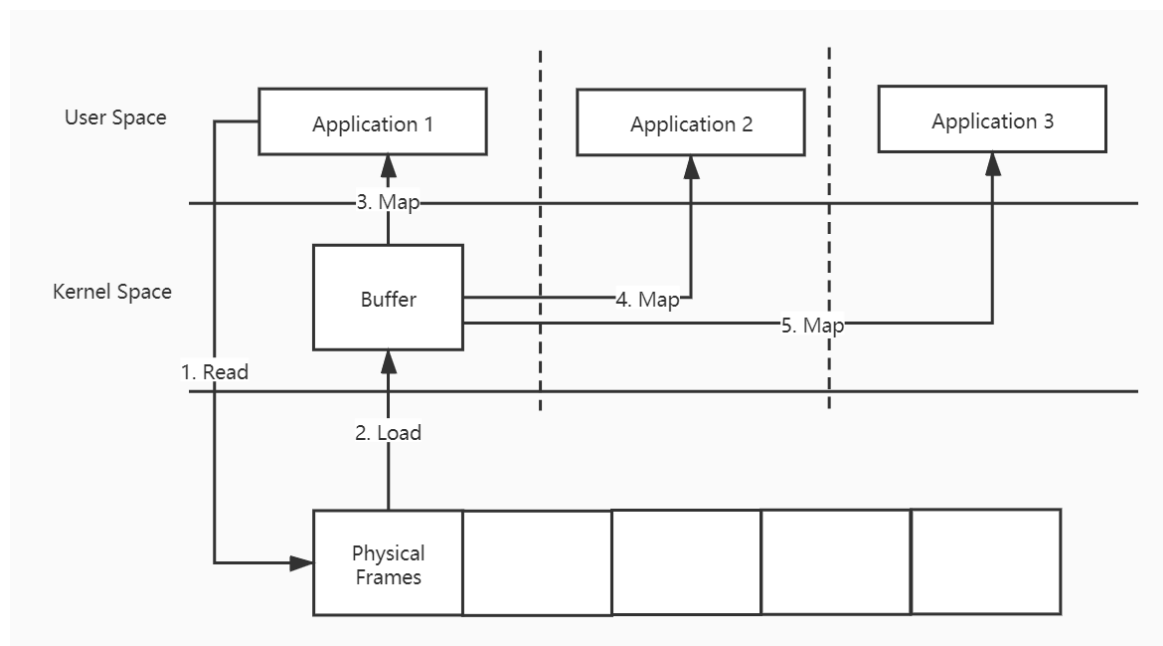 User Space
Application 1
Application 2
Application 3
3. Map
Kernel Space
Buffer
4. Map
5. Map
1. Read
2. Load
Physical
Frames